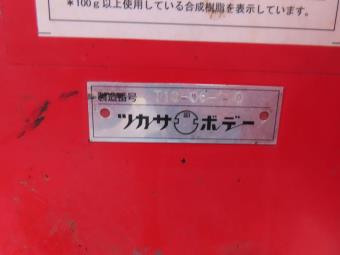 *100g以上使用している合成樹脂を表示しています。
製造番号
ツカサ ボデー